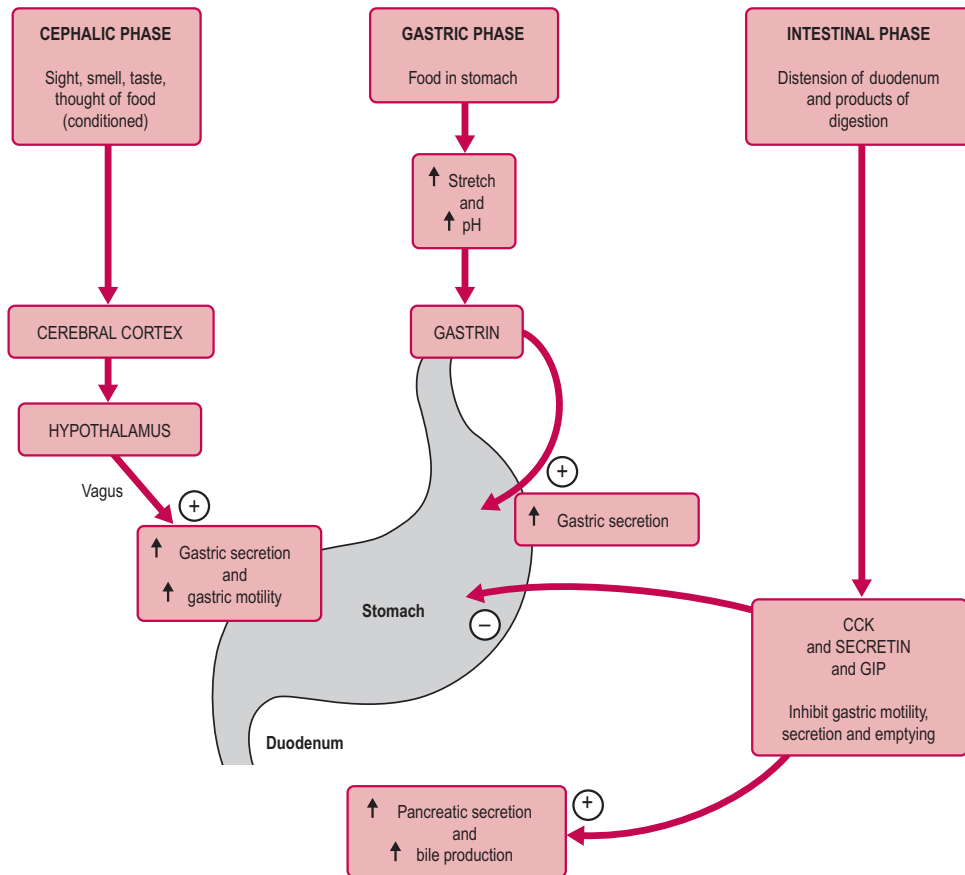 CEPHALIC PHASE
Sight, smell, taste,
thought of food
(conditioned)
CEREBRAL CORTEX
HYPOTHALAMUS
Vagus
+
↑ Gastric secretion
and
↑ gastric motility
GASTRIC PHASE
Food in stomach
↑ Stretch
and
↑ pH
GASTRIN
+
↑ Gastric secretion
Stomach
−
Duodenum
INTESTINAL PHASE
Distension of duodenum
and products of
digestion
CCK
and SECRETIN
and GIP
Inhibit gastric motility,
secretion and emptying
+
↑ Pancreatic secretion
and
↑ bile production